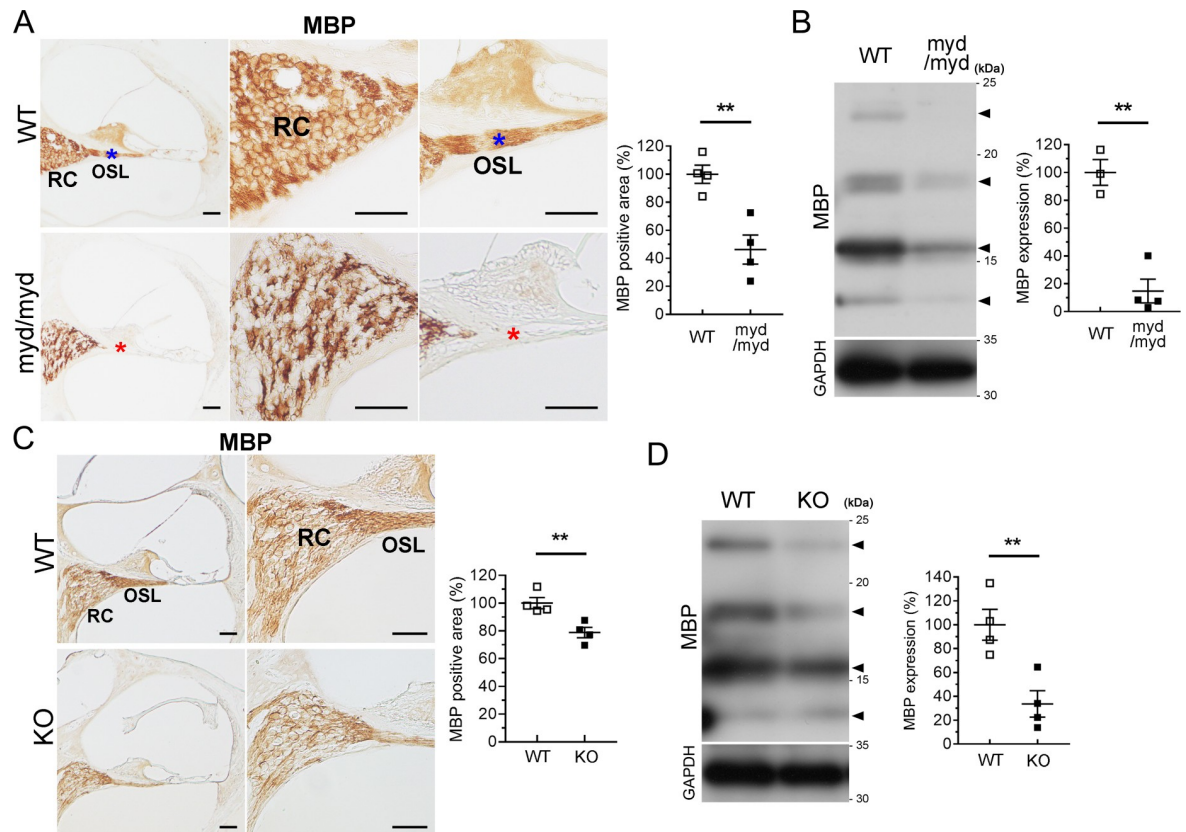 A
MBP
WT
RC
OSL
*
RC
OSL
*
myd/myd
*
*
MBP positive area (%)
120
100
80
60
40
20
0
**
WT
myd
/myd
B
WT
myd
/myd
(kDa)
MBP
- 25
- 20
- 15
- 35
GAPDH
- 30
MBP expression (%)
120
100
80
60
40
20
0
**
WT
myd
/myd
C
MBP
WT
RC
OSL
RC
OSL
KO
MBP positive area (%)
120
100
80
60
40
20
0
**
WT
KO
D
WT
KO
(kDa)
MBP
- 25
- 20
- 15
- 35
GAPDH
- 30
MBP expression (%)
140
120
100
80
60
40
20
0
**
WT
KO